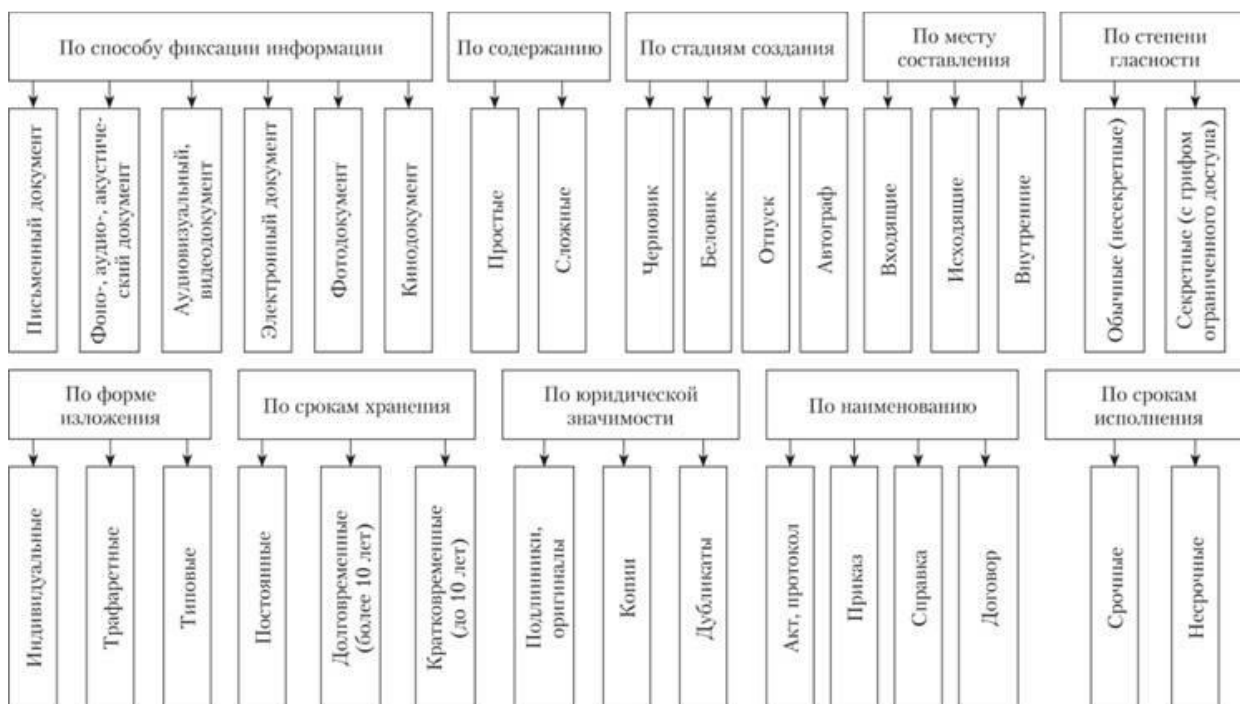 По способу фиксации информации
По содержанию
По стадиям создания
По месту
составления
По степени
гласности
Письменный документ
Фоно-, аудио-, акустиче-
ский документ
Аудиовизуальный,
видеодокумент
Электронный документ
Фотодокумент
Кинодокумент
Простые
Сложные
Черновик
Беловик
Отпуск
Автограф
Входящие
Исходящие
Внутренние
Обычные (несекретные)
Секретные (с грифом
ограниченного доступа)
По форме
изложения
По срокам хранения
По юридической
значимости
По наименованию
По срокам
исполнения
Индивидуальные
Трафаретные
Типовые
Постоянные
Долговременные
(более 10 лет)
Кратковременные
(до 10 лет)
Подлинники,
оригиналы
Копии
Дубликаты
Акт, протокол
Приказ
Справка
Договор
Срочные
Несрочные